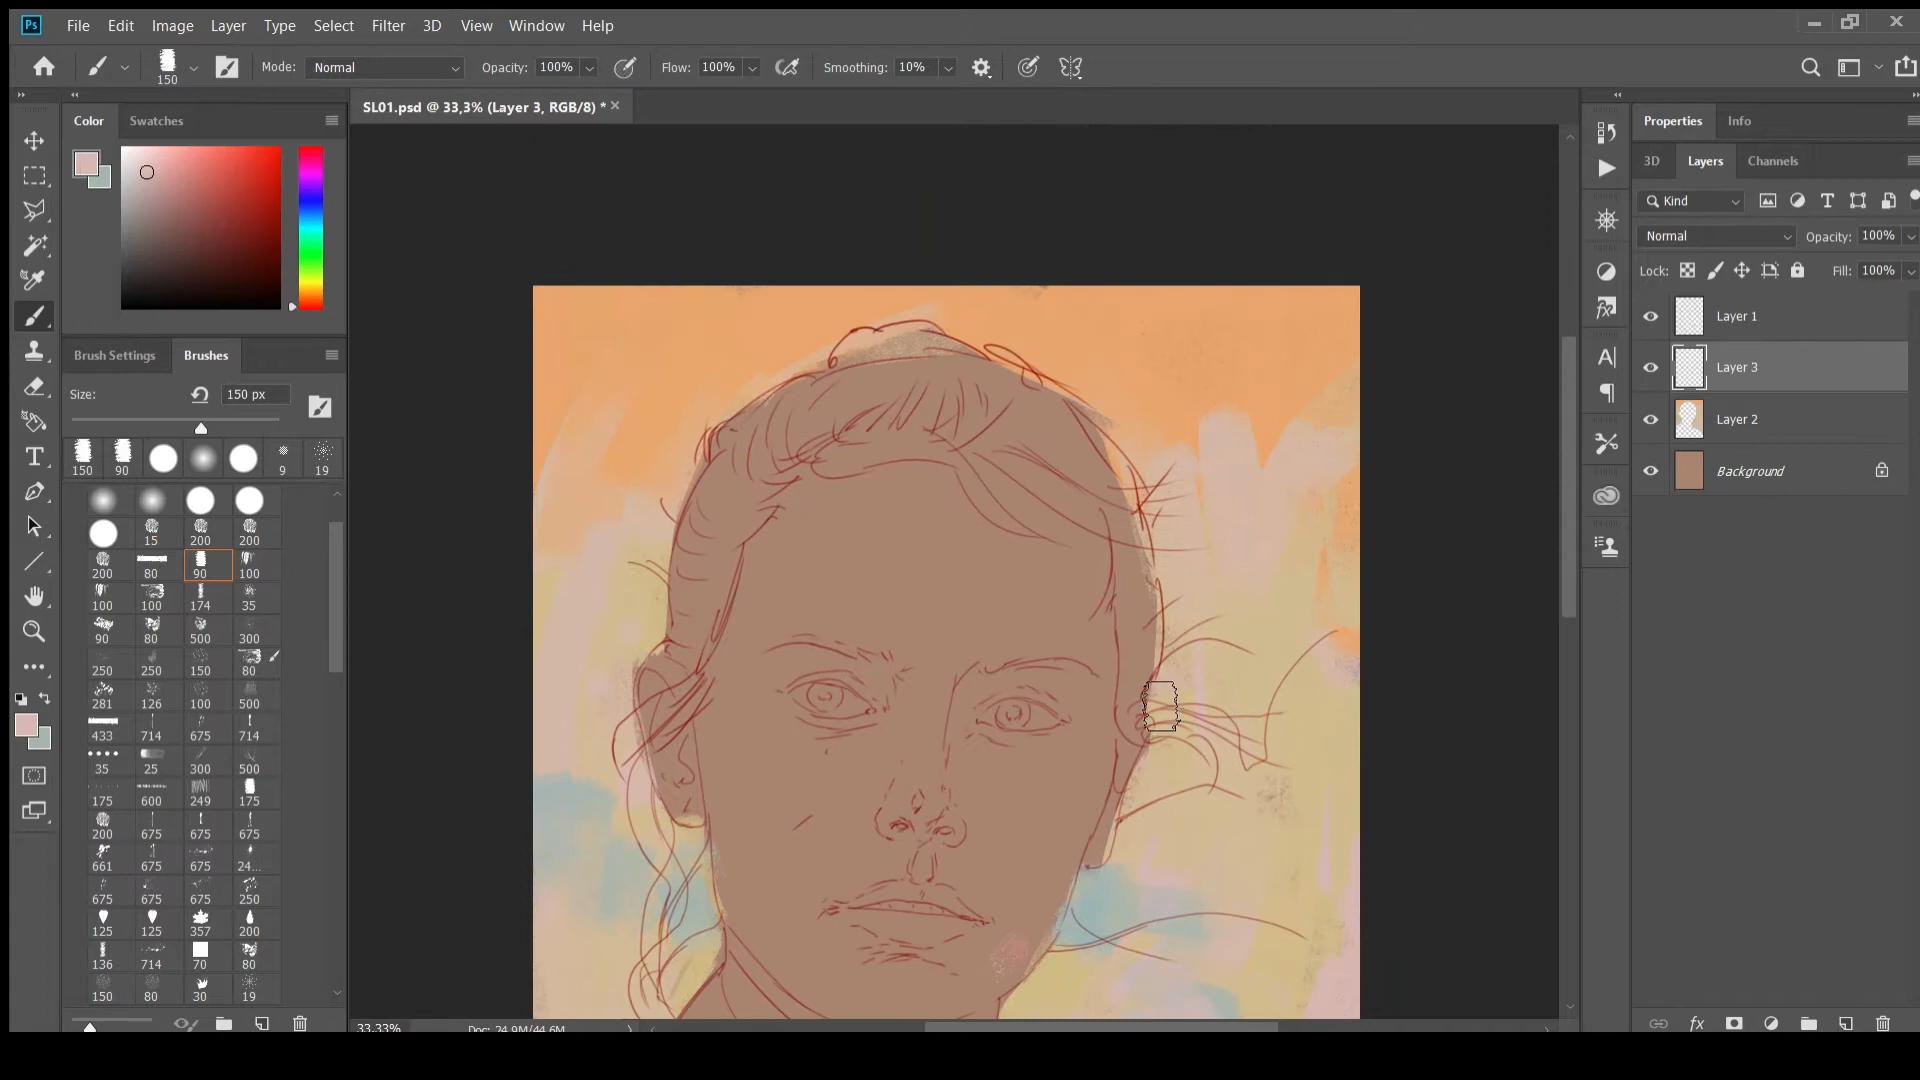 Ps File Edit Image Layer Type Select Filter 3D View Window Help
150 Mode: Normal Opacity: 100% Flow: 100% Smoothing: 10%
Color Swatches
SL01.psd @ 33,3% (Layer 3, RGB/8) *
Properties Info
3D Layers Channels
Kind
Normal Opacity: 100%
Lock: Fill: 100%
Layer 1
Layer 3
Layer 2
Background
Brush Settings Brushes
Size: 150 px
150 90 9 19
15 200 200
200 80 90 100
100 100 174 35
90 80 500 300
250 250 150 80
281 126 100 500
433 714 675 714
35 25 300 500
175 600 249 175
200 675 675 675
661 675 675 24...
675 675 675 250
125 125 357 200
136 714 70 80
150 80 30 19
33,33% Doc: 24,9M/44,6M